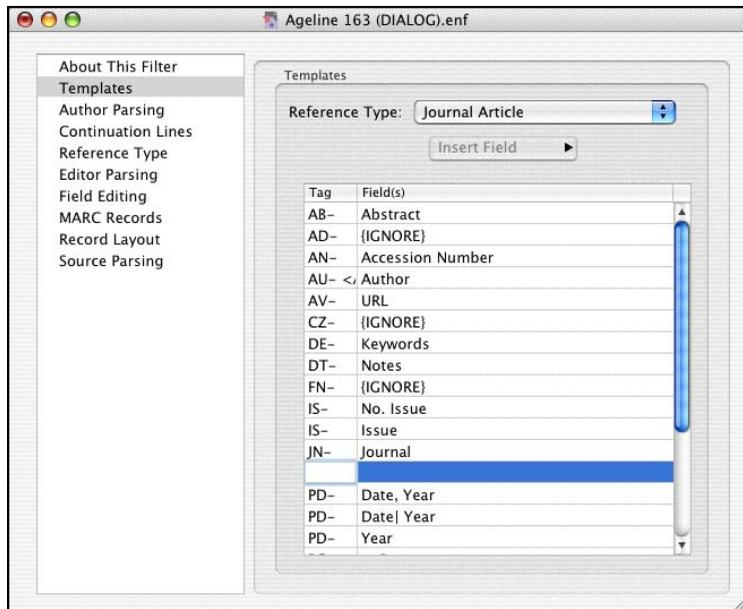 Ageline 163 (DIALOG).enf
About This Filter
Templates
Author Parsing
Continuation Lines
Reference Type
Editor Parsing
Field Editing
MARC Records
Record Layout
Source Parsing
Templates
Reference Type: Journal Article
Insert Field
Tag Field(s)
AB- Abstract
AD- {IGNORE}
AN- Accession Number
AU- </ Author
AV- URL
CZ- {IGNORE}
DE- Keywords
DT- Notes
FN- {IGNORE}
IS- No. Issue
IS- Issue
JN- Journal
PD- Date, Year
PD- Date| Year
PD- Year